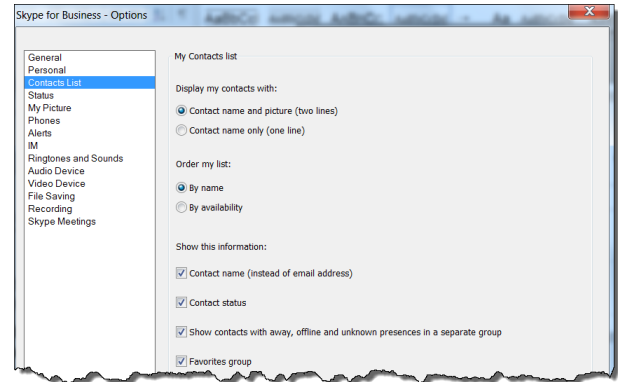 Skype for Business - Options
General
Personal
Contacts List
Status
My Picture
Phones
Alerts
IM
Ringtones and Sounds
Audio Device
Video Device
File Saving
Recording
Skype Meetings
My Contacts list
Display my contacts with:
Contact name and picture (two lines)
Contact name only (one line)
Order my list:
By name
By availability
Show this information:
Contact name (instead of email address)
Contact status
Show contacts with away, offline and unknown presences in a separate group
Favorites group